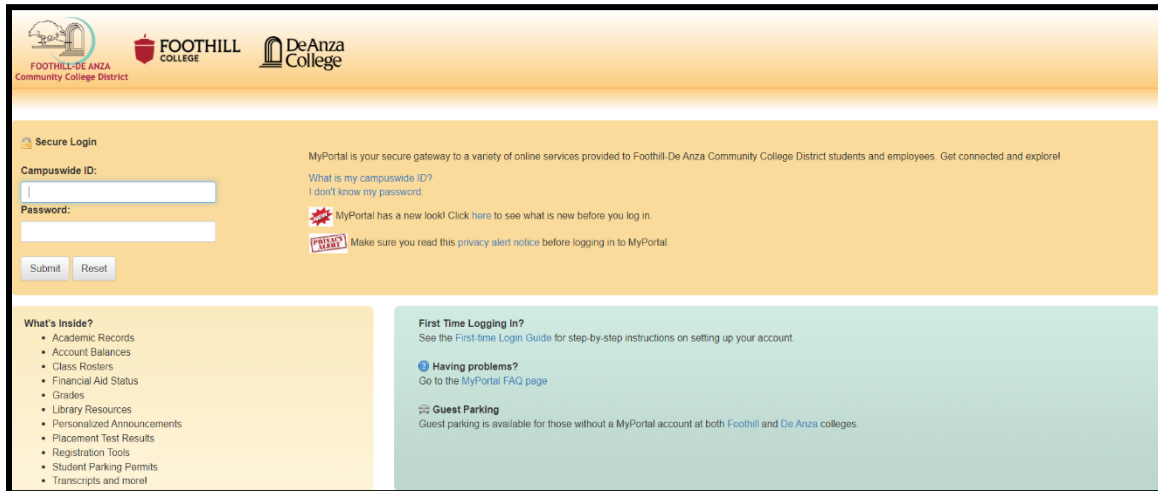 FOOTHILL-DE ANZA
Community College District
FOOTHILL
COLLEGE
DeAnza
College
Secure Login
Campuswide ID:
Password:
Submit Reset
MyPortal is your secure gateway to a variety of online services provided to Foothill-De Anza Community College District students and employees. Get connected and explore!
What is my campuswide ID?
I don't know my password.
NEW! MyPortal has a new look! Click here to see what is new before you log in.
PRIVACY ALERT Make sure you read this privacy alert notice before logging in to MyPortal.
What's Inside?
• Academic Records
• Account Balances
• Class Rosters
• Financial Aid Status
• Grades
• Library Resources
• Personalized Announcements
• Placement Test Results
• Registration Tools
• Student Parking Permits
• Transcripts and more!
First Time Logging In?
See the First-time Login Guide for step-by-step instructions on setting up your account.
? Having problems?
Go to the MyPortal FAQ page
Guest Parking
Guest parking is available for those without a MyPortal account at both Foothill and De Anza colleges.